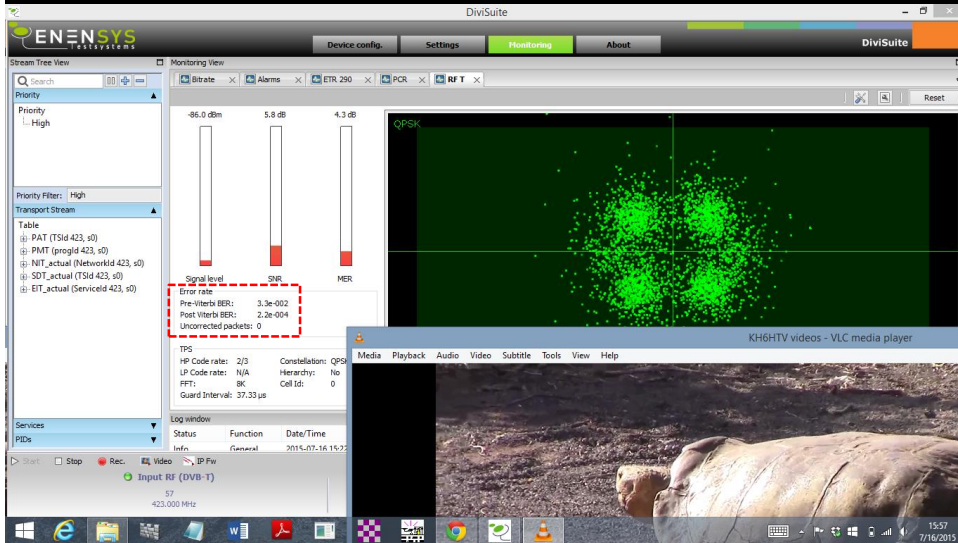 DiviSuite
ENENSYS
Testsystems
Device config. Settings Monitoring About
DiviSuite
Stream Tree View
Monitoring View
Search
Bitrate Alarms ETR 290 PCR RF T
Priority
Reset
Priority
High
-86.0 dBm 5.8 dB 4.3 dB
QPSK
Priority Filter: High
Transport Stream
Table
PAT (TSId 423, s0)
PMT (progId 423, s0)
NIT_actual (NetworkId 423, s0)
SDT_actual (TSId 423, s0)
EIT_actual (ServiceId 423, s0)
Signal level SNR MER
Error rate
Pre-Viterbi BER: 3.3e-002
Post Viterbi BER: 2.2e-004
Uncorrected packets: 0
KH6HTV videos - VLC media player
Media Playback Audio Video Subtitle Tools View Help
TPS
HP Code rate: 2/3 Constellation: QPSK
LP Code rate: N/A Hierarchy: No
FFT: 8K Cell Id: 0
Guard Interval: 37.33 µs
Log window
Status Function Date/Time
Info General 2015-07-16 15:22
Services
PIDs
Start Stop Rec. Video IP Fw
Input RF (DVB-T)
57
423.000 MHz
15:57
7/16/2015